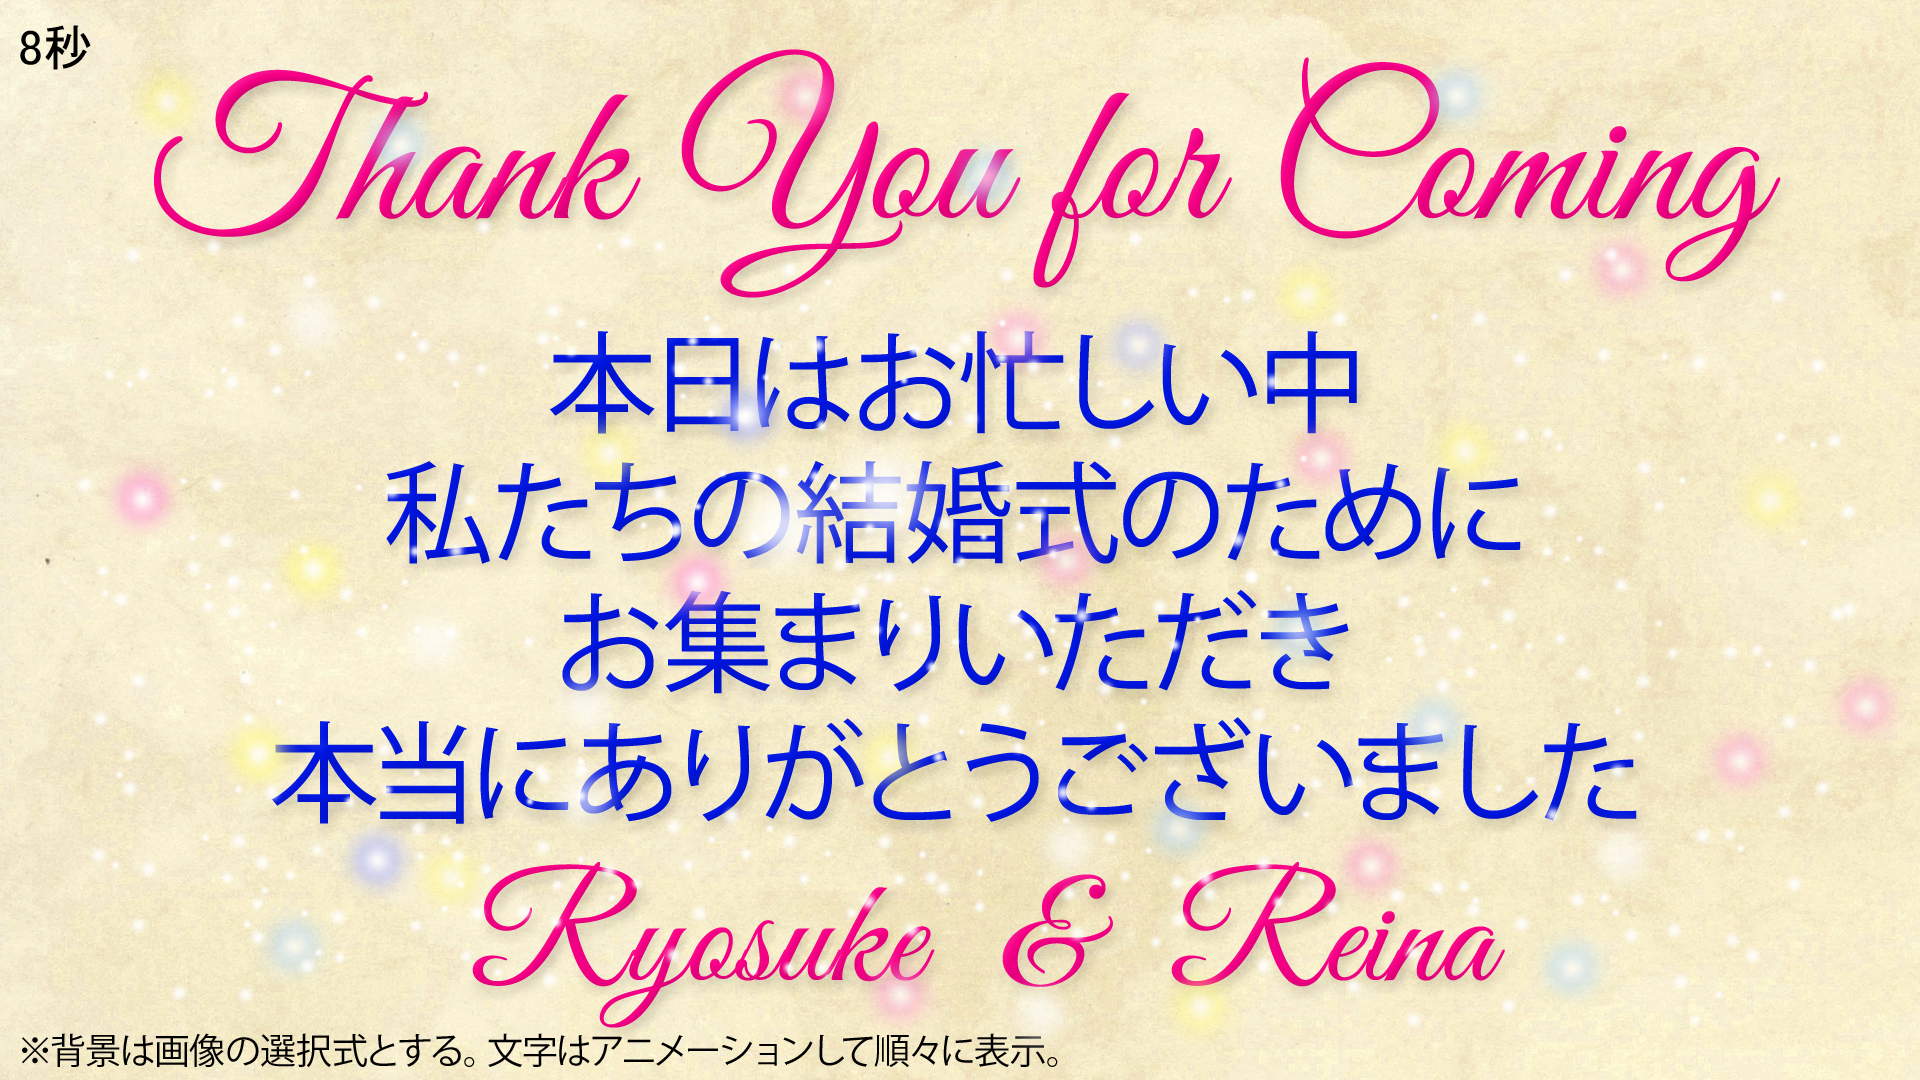 8秒
Thank You for Coming
本日はお忙しい中
私たちの結婚式のために
お集まりいただき
本当にありがとうございました
Ryosuke & Reina
※背景は画像の選択式とする。文字はアニメーションして順々に表示。